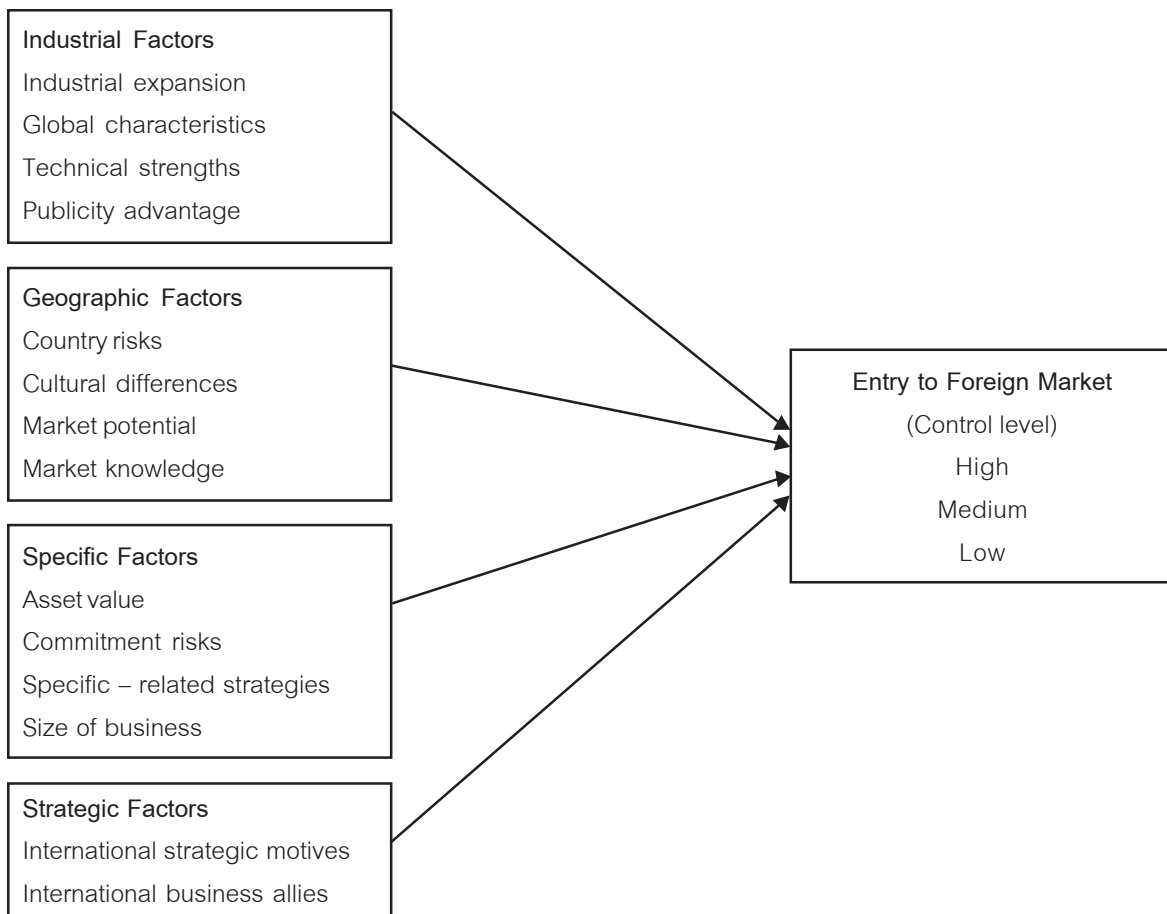 Industrial Factors
Industrial expansion
Global characteristics
Technical strengths
Publicity advantage
Geographic Factors
Country risks
Cultural differences
Market potential
Market knowledge
Specific Factors
Asset value
Commitment risks
Specific – related strategies
Size of business
Strategic Factors
International strategic motives
International business allies
Entry to Foreign Market
(Control level)
High
Medium
Low